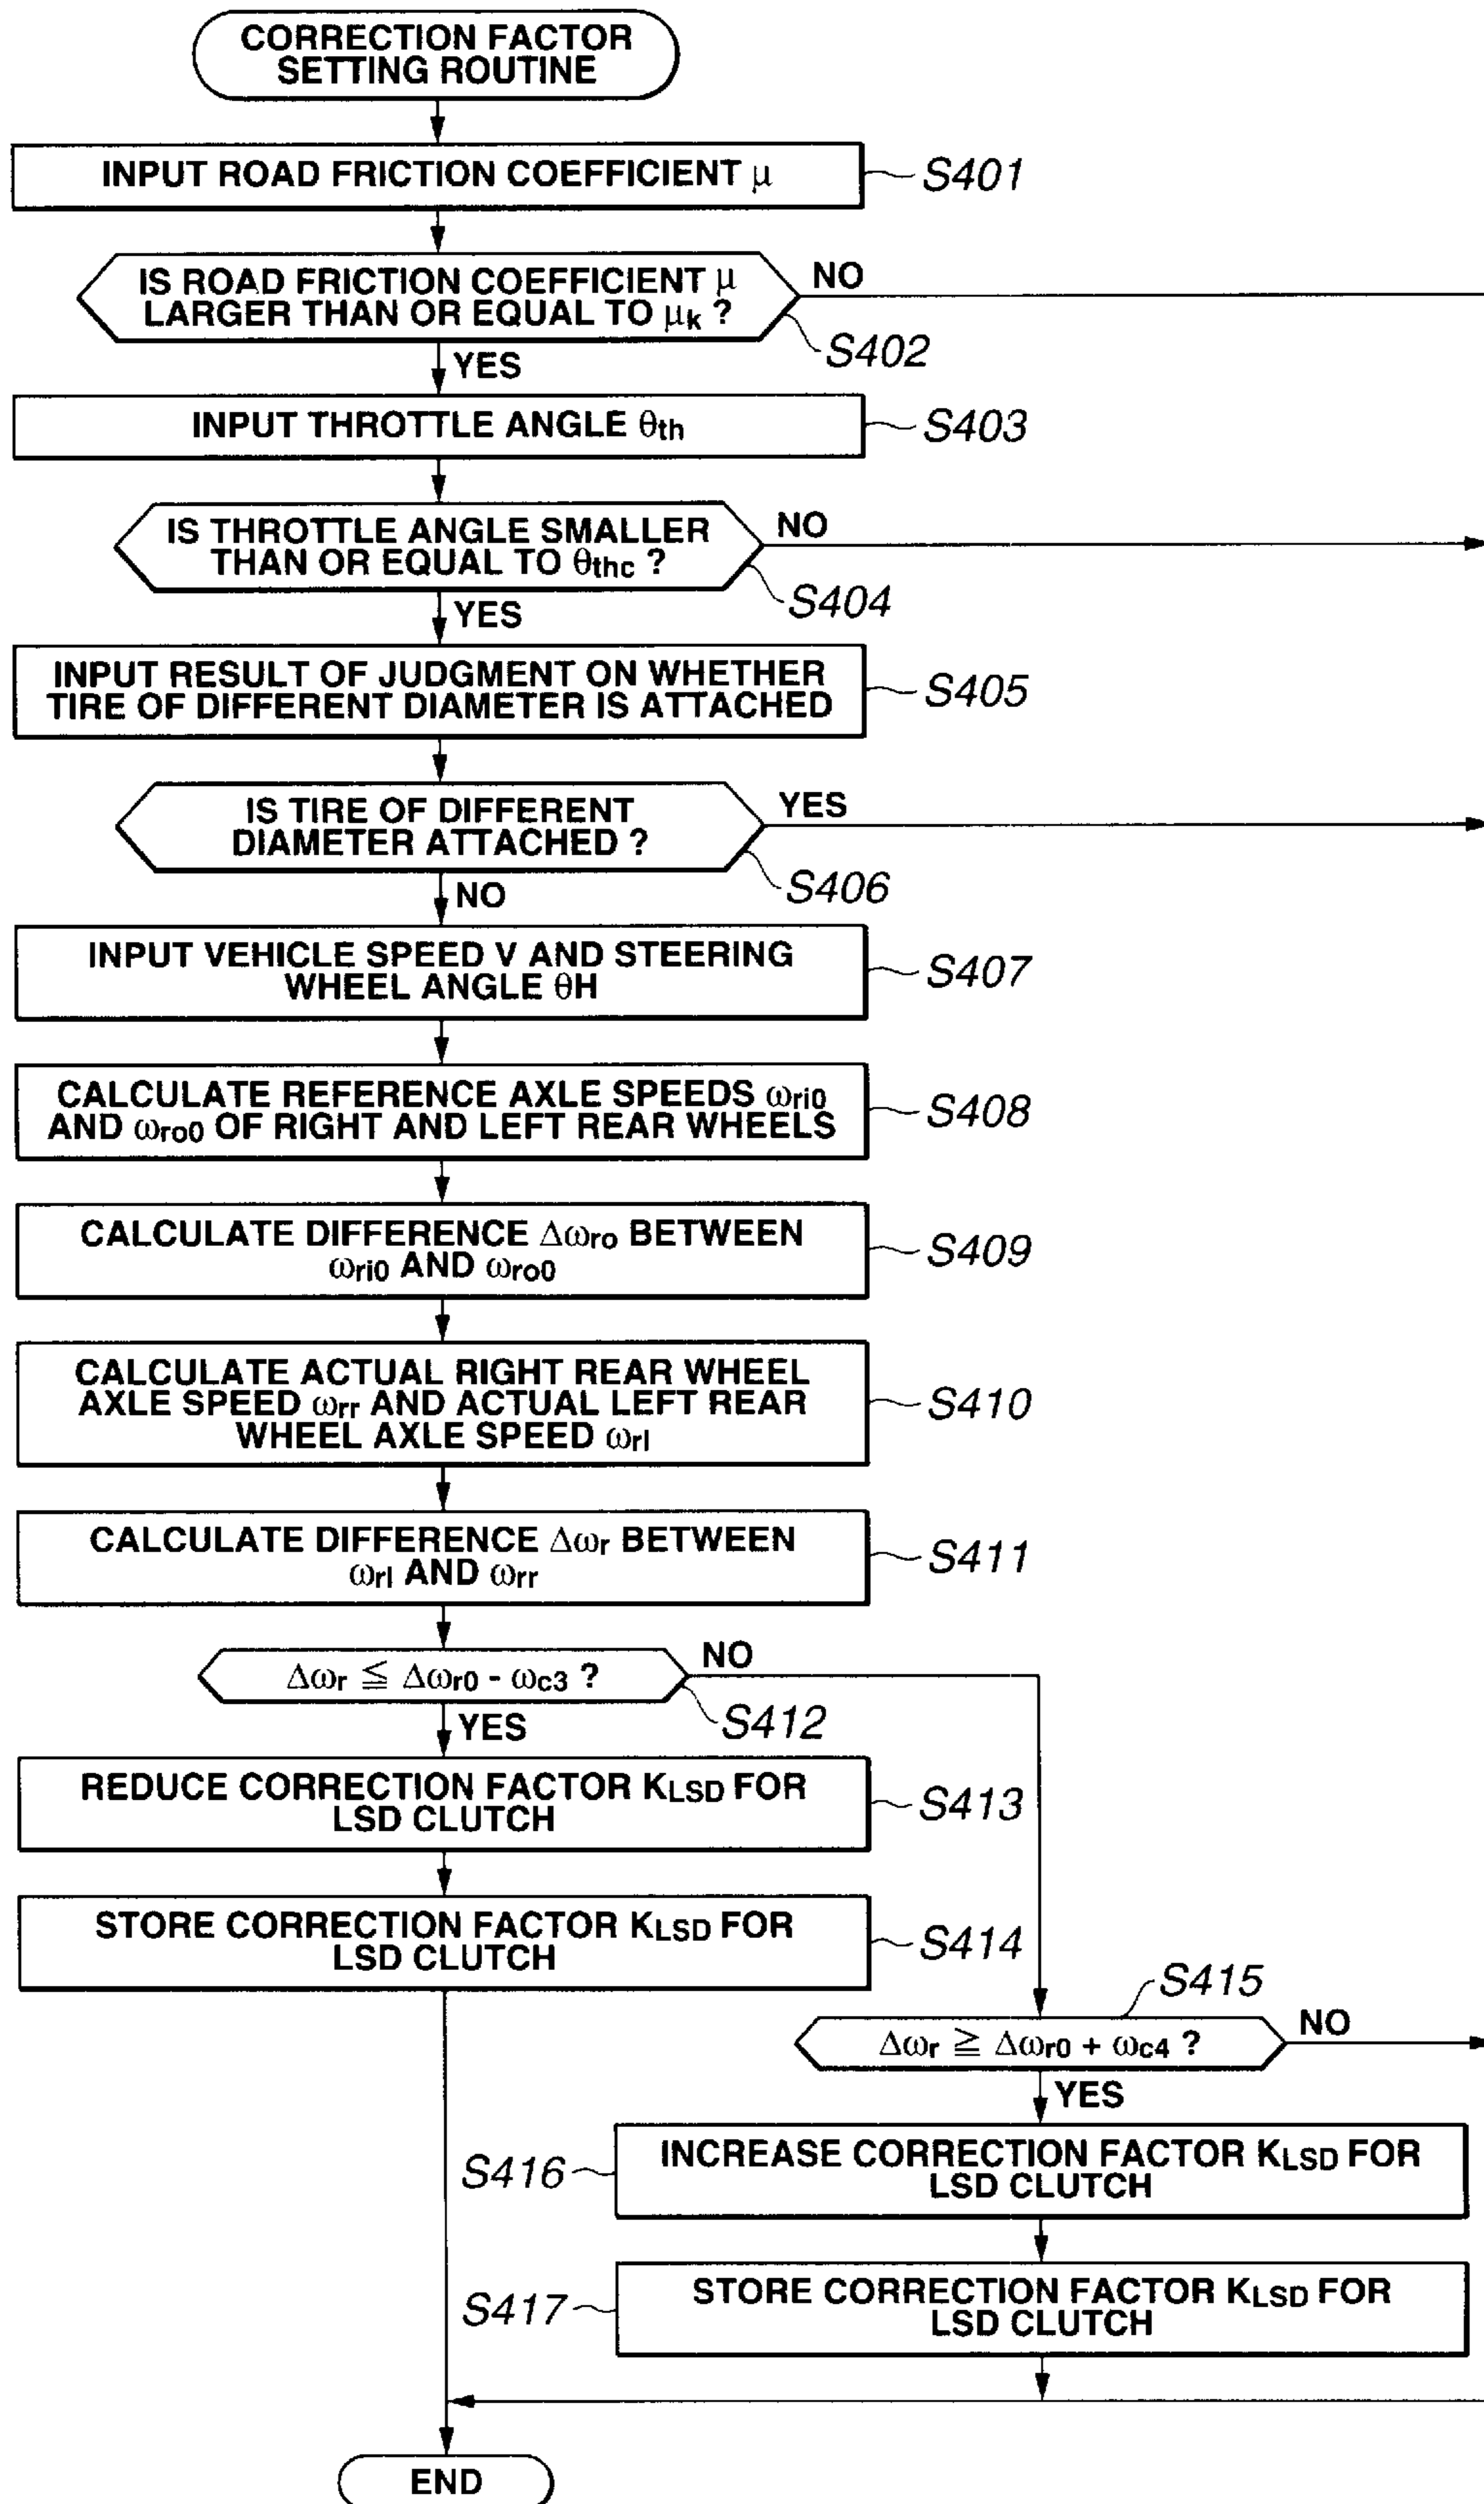 CORRECTION FACTOR
SETTING ROUTINE
INPUT ROAD FRICTION COEFFICIENT μ
S401
IS ROAD FRICTION COEFFICIENT μ
LARGER THAN OR EQUAL TO μk ?
NO
S402
YES
INPUT THROTTLE ANGLE θth
S403
IS THROTTLE ANGLE SMALLER
THAN OR EQUAL TO θthc ?
NO
S404
YES
INPUT RESULT OF JUDGMENT ON WHETHER
TIRE OF DIFFERENT DIAMETER IS ATTACHED
S405
IS TIRE OF DIFFERENT
DIAMETER ATTACHED ?
YES
S406
NO
INPUT VEHICLE SPEED V AND STEERING
WHEEL ANGLE θH
S407
CALCULATE REFERENCE AXLE SPEEDS ωri0
AND ωro0 OF RIGHT AND LEFT REAR WHEELS
S408
CALCULATE DIFFERENCE Δωro BETWEEN
ωri0 AND ωro0
S409
CALCULATE ACTUAL RIGHT REAR WHEEL
AXLE SPEED ωrr AND ACTUAL LEFT REAR
WHEEL AXLE SPEED ωrl
S410
CALCULATE DIFFERENCE Δωr BETWEEN
ωrl AND ωrr
S411
Δωr ≦ Δωr0 - ωc3 ?
NO
S412
YES
REDUCE CORRECTION FACTOR KLSD FOR
LSD CLUTCH
S413
STORE CORRECTION FACTOR KLSD FOR
LSD CLUTCH
S414
S415
Δωr ≧ Δωr0 + ωc4 ?
NO
YES
INCREASE CORRECTION FACTOR KLSD FOR
LSD CLUTCH
S416
STORE CORRECTION FACTOR KLSD FOR
LSD CLUTCH
S417
END